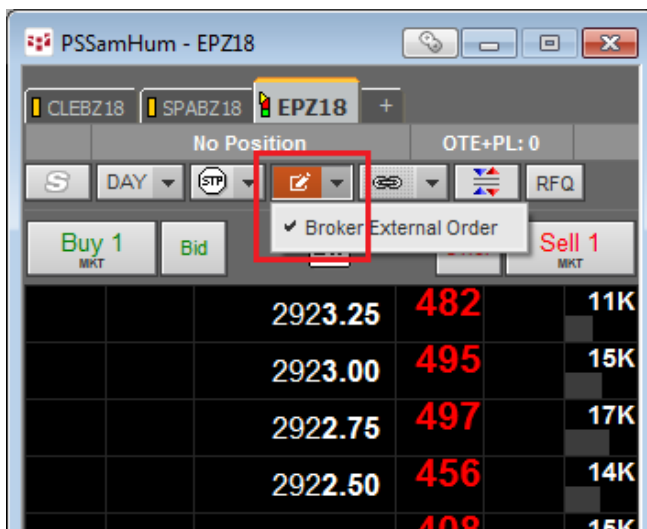 PSSamHum - EPZ18
CLEBZ18 SPABZ18 EPZ18 +
No Position OTE+PL: 0
S DAY STP RFQ
Broker External Order
Buy 1 Bid Sell 1
MKT MKT
2923.25 482 11K
2923.00 495 15K
2922.75 497 17K
2922.50 456 14K
408 15K